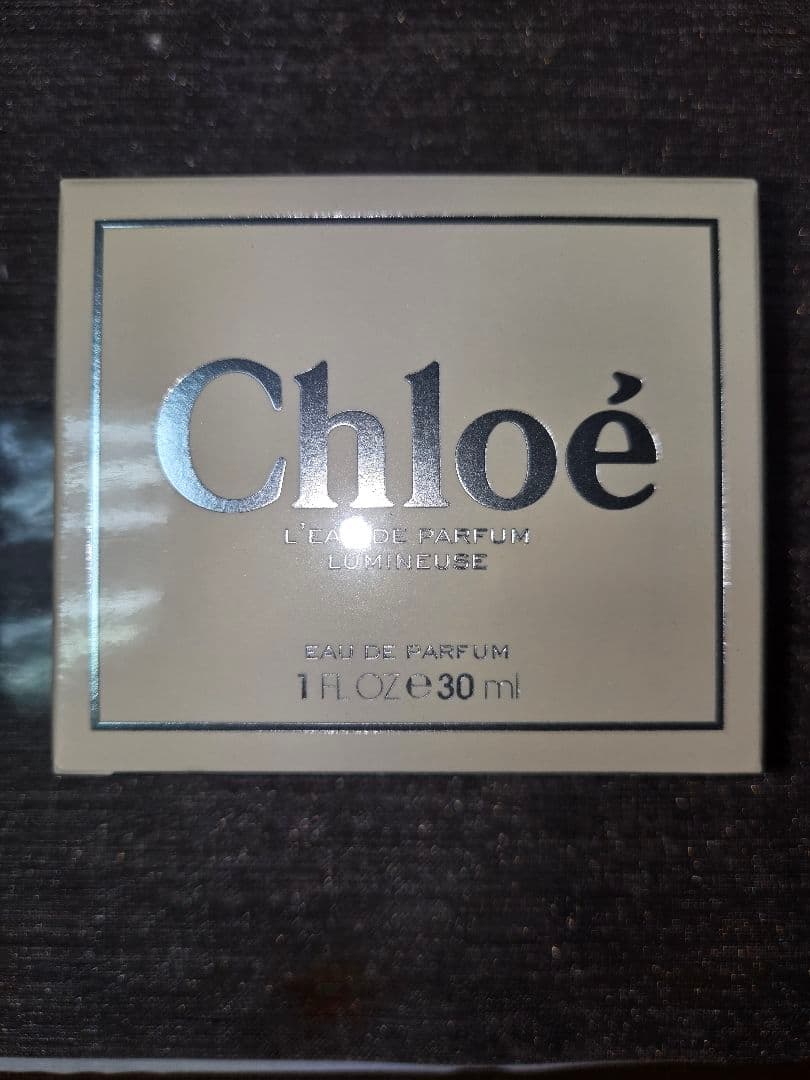 Chloé
L'EAU DE PARFUM
LUMINEUSE
EAU DE PARFUM
1 FL OZ e 30 ml